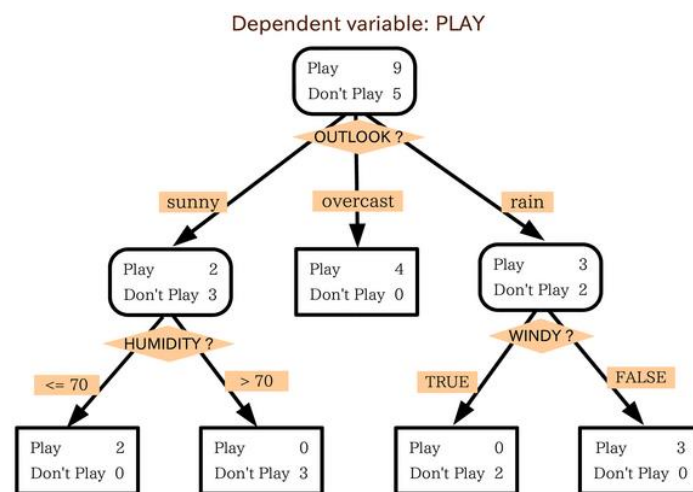 Dependent variable: PLAY
Play 9
Don't Play 5
OUTLOOK ?
sunny
overcast
rain
Play 2
Don't Play 3
Play 4
Don't Play 0
Play 3
Don't Play 2
HUMIDITY ?
WINDY ?
<= 70
> 70
TRUE
FALSE
Play 2
Don't Play 0
Play 0
Don't Play 3
Play 0
Don't Play 2
Play 3
Don't Play 0